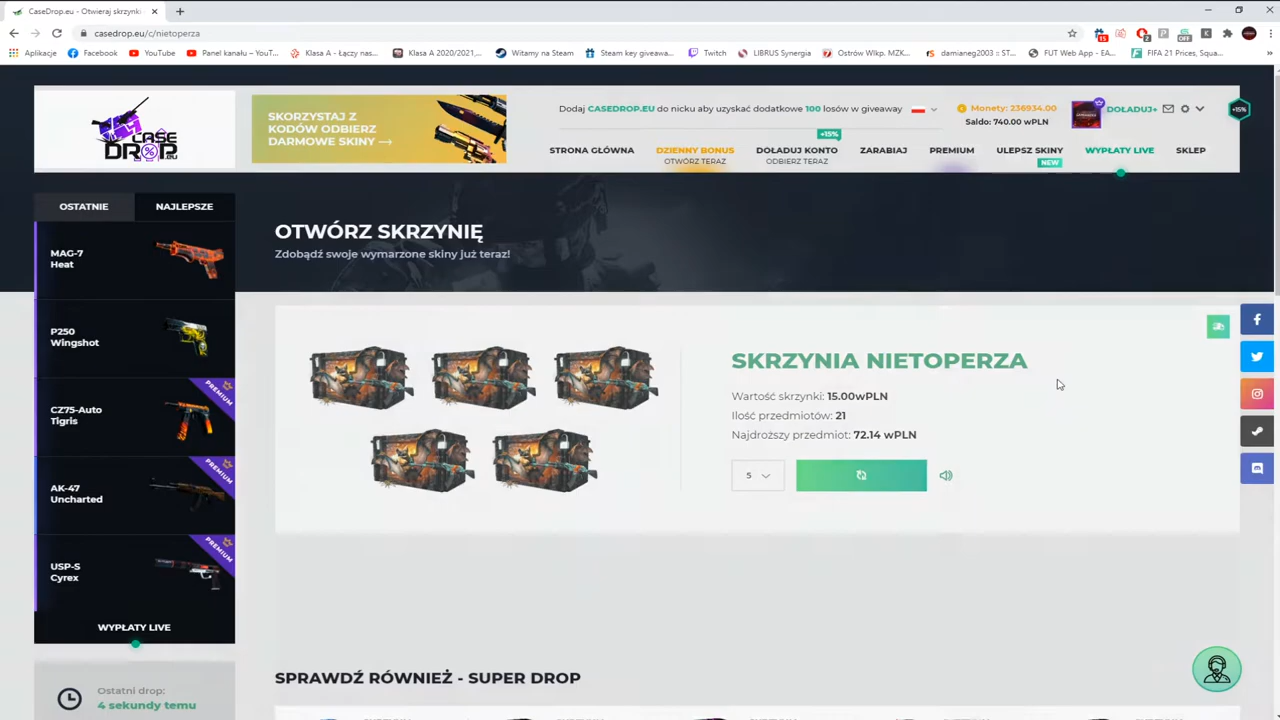 CaseDrop.eu - Otwieraj skrzynki
casedrop.eu/c/nietoperza
Aplikacje Facebook YouTube Panel kanału – YouT... Klasa A - Łączy nas... Klasa A 2020/2021,... Witamy na Steam Steam key giveawa... Twitch LIBRUS Synergia Ostrów Wlkp. MZK... damianeg2003 :: ST... FUT Web App - EA... FIFA 21 Prices, Squa...
CASE
DROP.eu
SKORZYSTAJ Z
KODÓW ODBIERZ
DARMOWE SKINY
Dodaj CASEDROP.EU do nicku aby uzyskać dodatkowe 100 losów w giveaway
Monety: 236934.00
Saldo: 740.00 wPLN
DOŁADUJ+
+15%
+15%
STRONA GŁÓWNA DZIENNY BONUS DOŁADUJ KONTO ZARABIAJ PREMIUM ULEPSZ SKINY WYPŁATY LIVE SKLEP
OTWÓRZ TERAZ ODBIERZ TERAZ NEW
OSTATNIE NAJLEPSZE
MAG-7
Heat
P250
Wingshot
CZ75-Auto
Tigris
PREMIUM
AK-47
Uncharted
PREMIUM
USP-S
Cyrex
PREMIUM
WYPŁATY LIVE
Ostatni drop:
4 sekundy temu
OTWÓRZ SKRZYNIĘ
Zdobądź swoje wymarzone skiny już teraz!
SKRZYNIA NIETOPERZA
Wartość skrzynki: 15.00wPLN
Ilość przedmiotów: 21
Najdroższy przedmiot: 72.14 wPLN
5
SPRAWDŹ RÓWNIEŻ - SUPER DROP